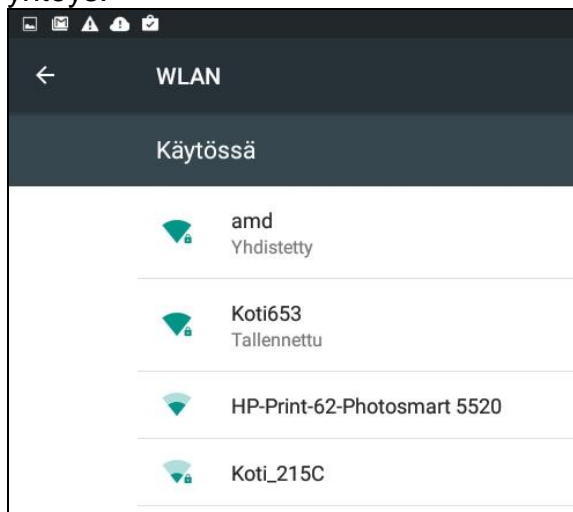 WLAN
Käytössä
amd
Yhdistetty
Koti653
Tallennettu
HP-Print-62-Photosmart 5520
Koti_215C